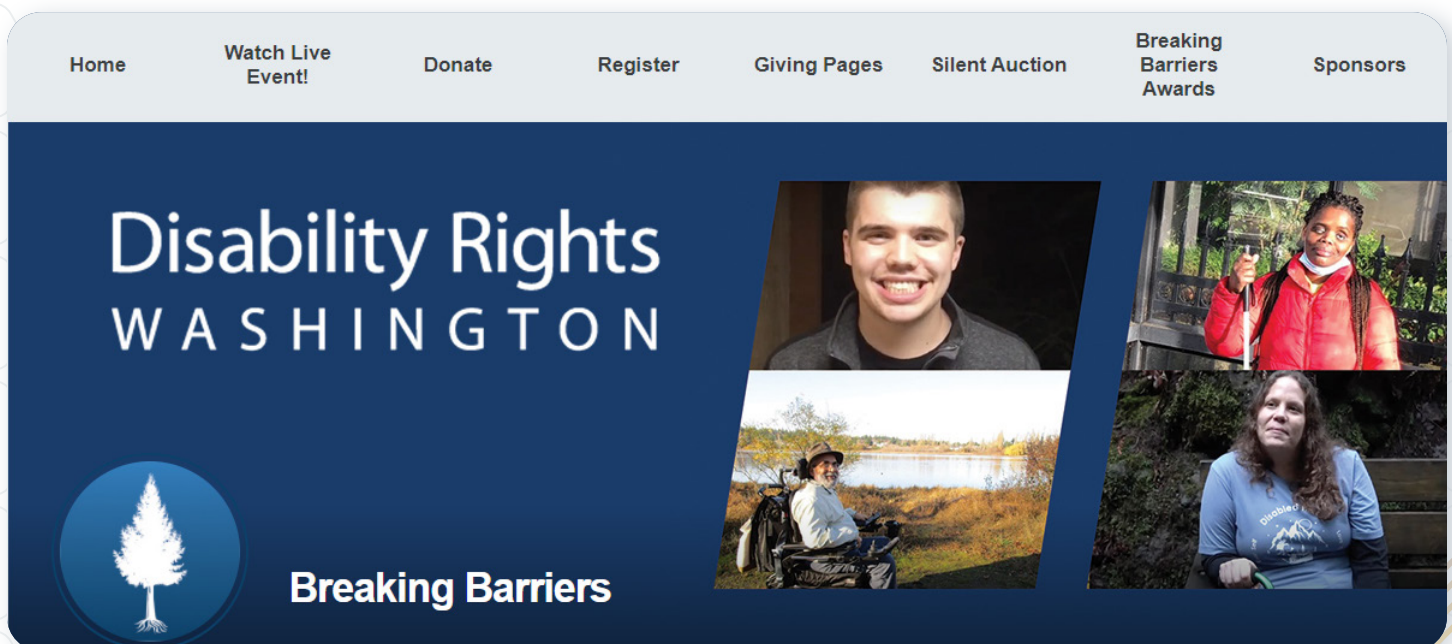 Home
Watch Live
Event!
Donate
Register
Giving Pages
Silent Auction
Breaking
Barriers
Awards
Sponsors
Disability Rights
WASHINGTON
Disabled
Breaking Barriers